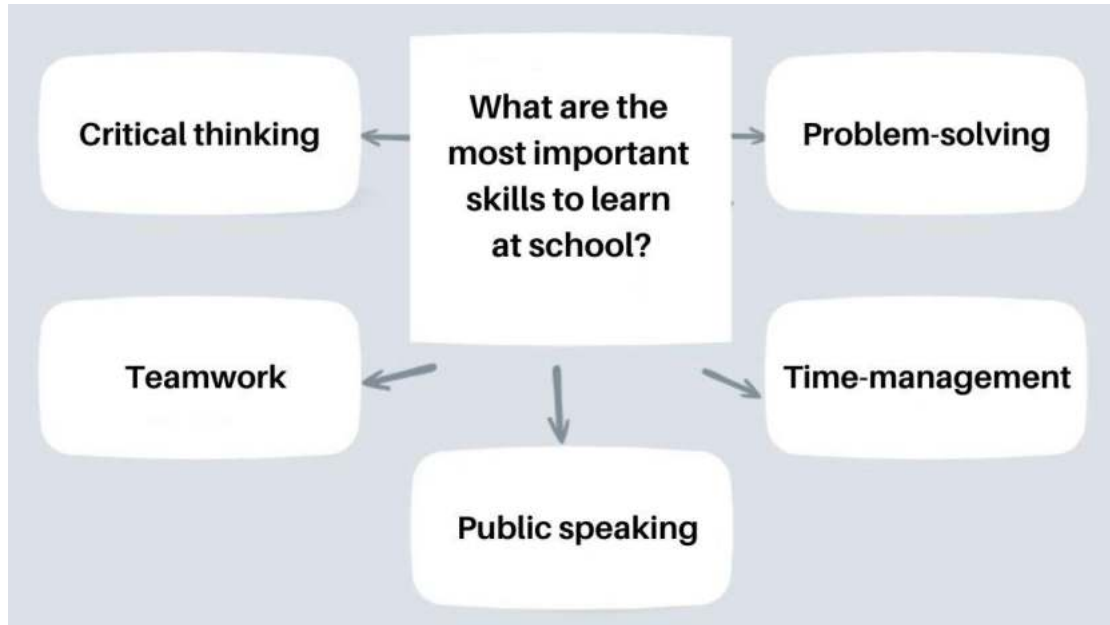 What are the
most important
skills to learn
at school?
Critical thinking
Problem-solving
Teamwork
Time-management
Public speaking